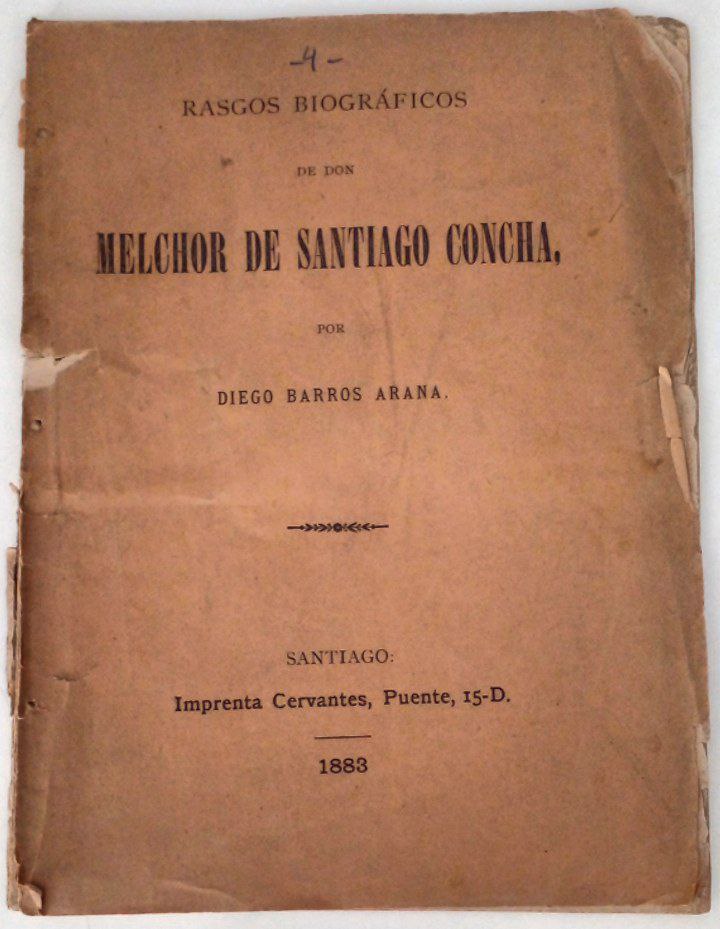 -4-
RASGOS BIOGRÁFICOS
DE DON
MELCHOR DE SANTIAGO CONCHA,
POR
DIEGO BARROS ARANA.
SANTIAGO:
Imprenta Cervantes, Puente, 15-D.
1883